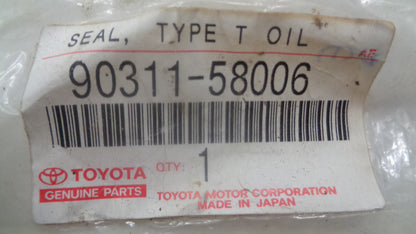 SEAL, TYPE T OIL
90311-58006
TOYOTA QTY. 1
GENUINE PARTS
TOYOTA MOTOR CORPORATION
MADE IN JAPAN